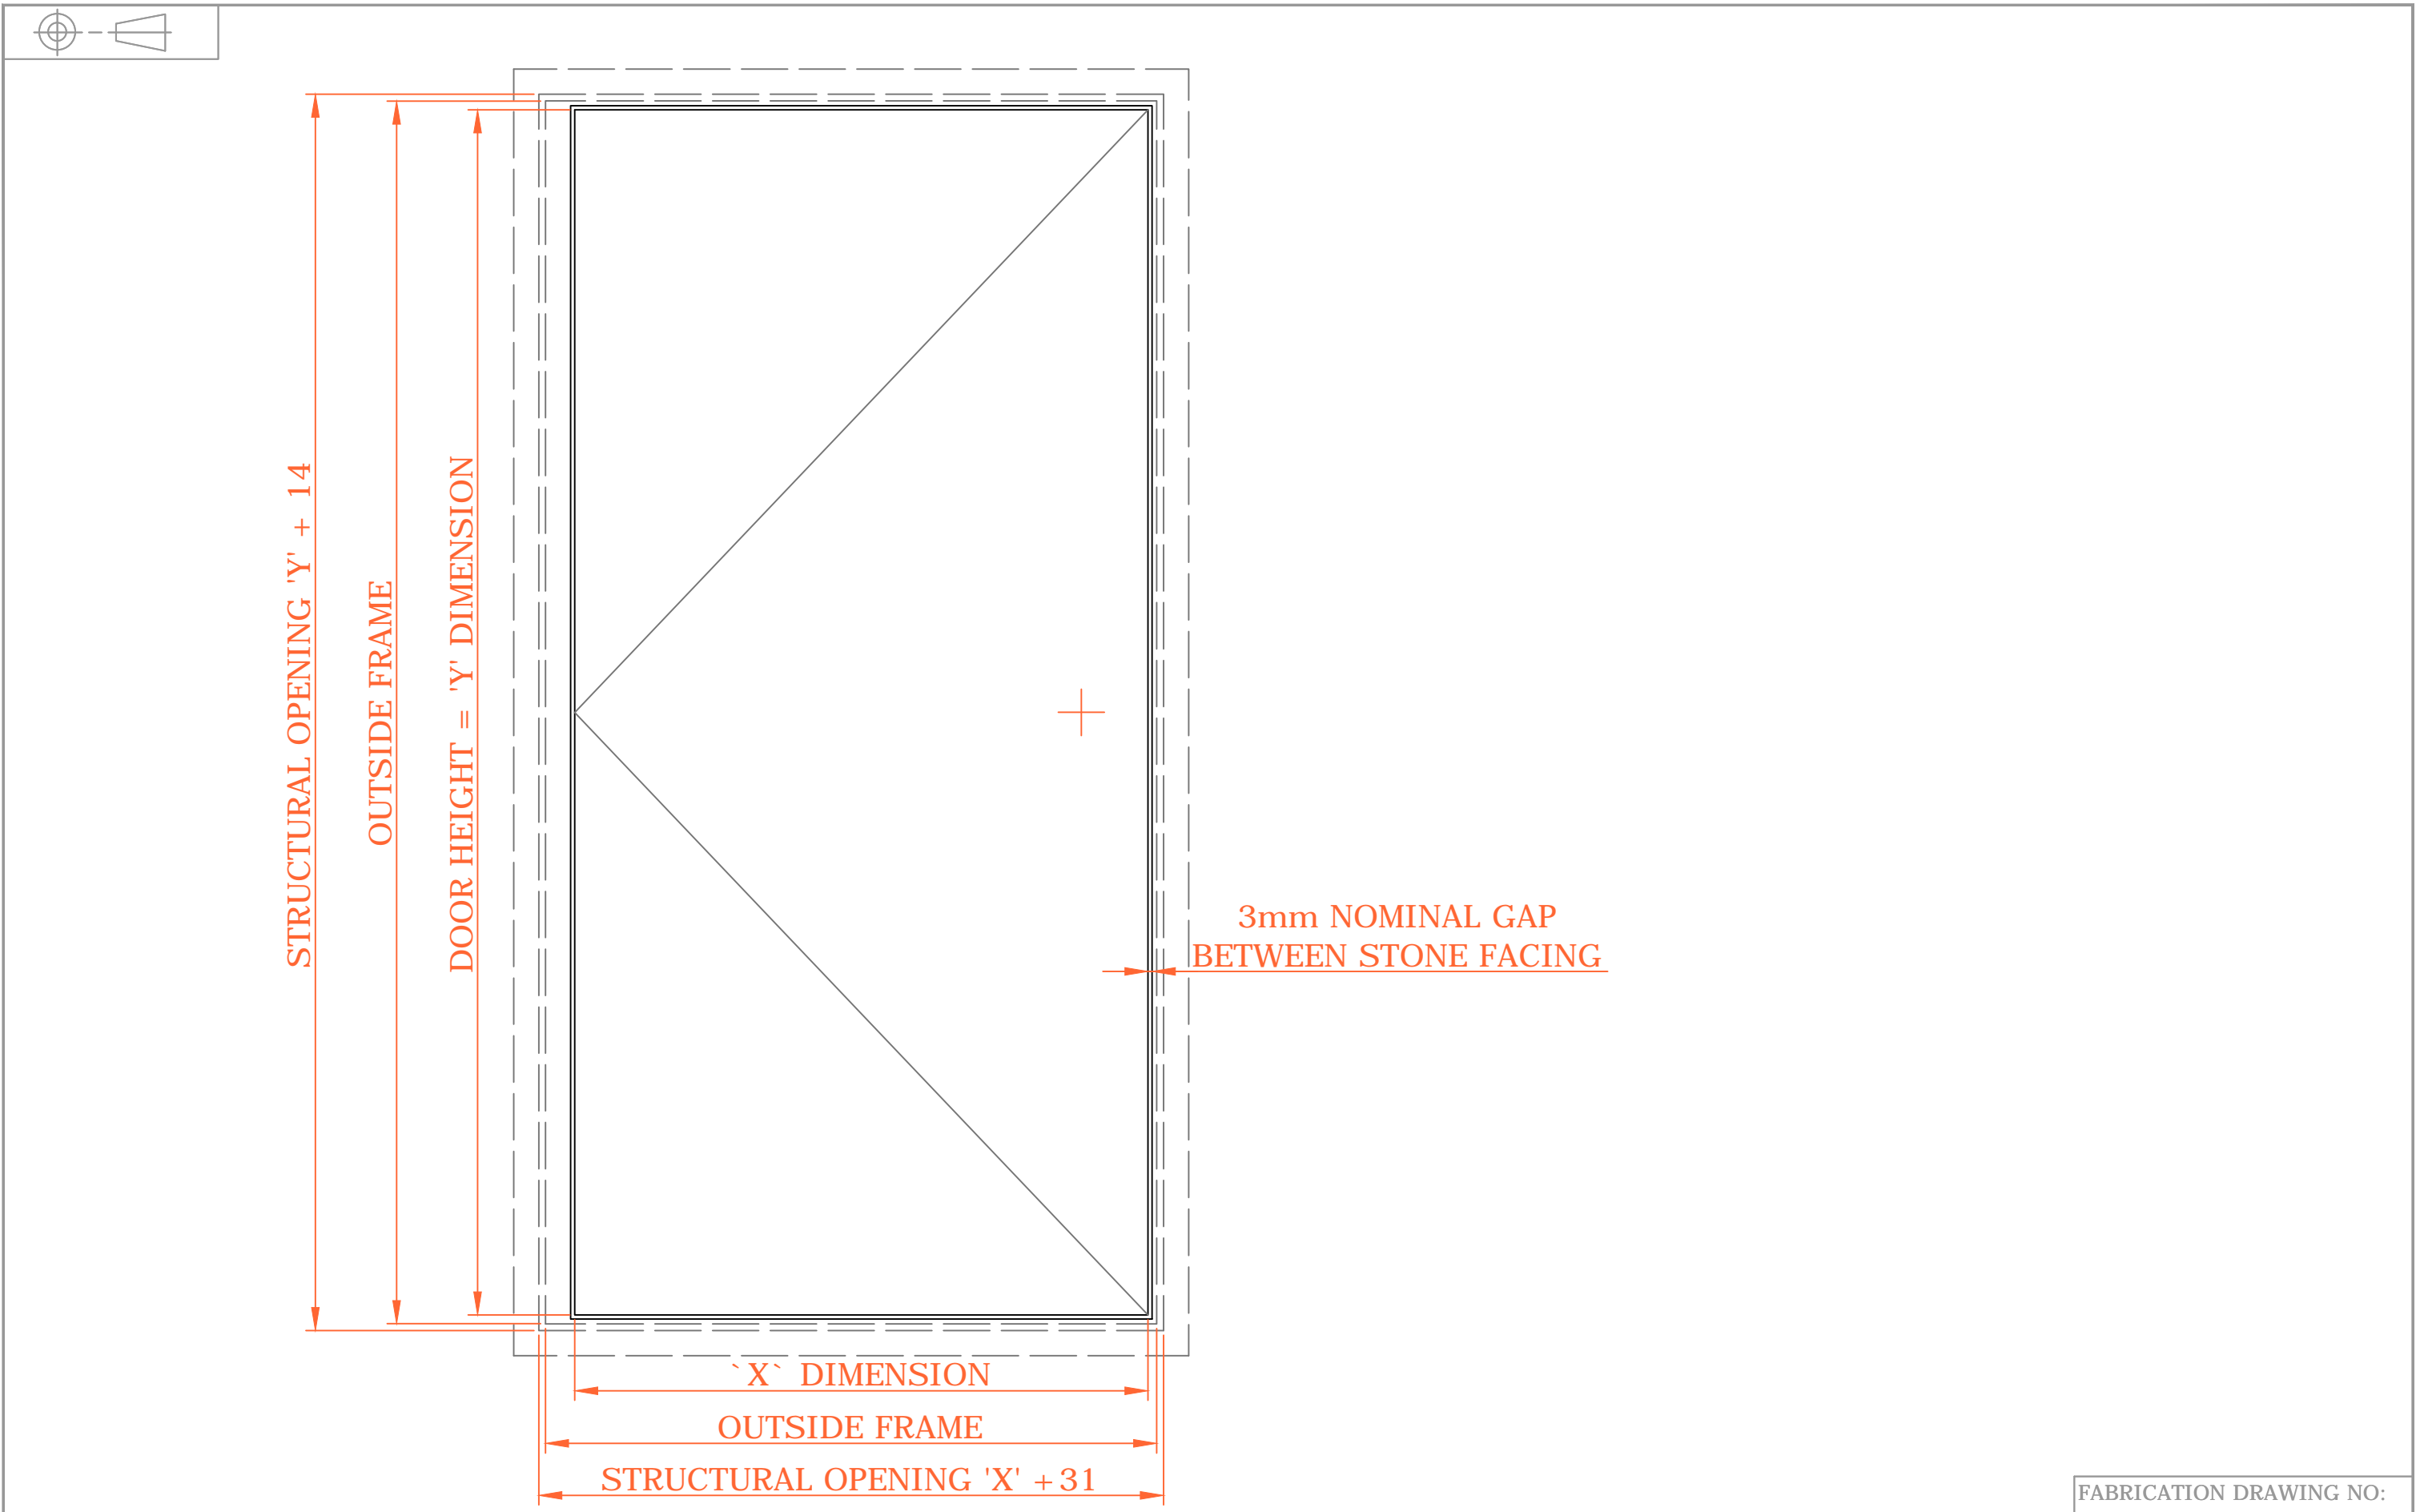 STRUCTURAL OPENING 'Y' + 14
OUTSIDE FRAME
DOOR HEIGHT = 'Y' DIMENSION
3mm NOMINAL GAP
BETWEEN STONE FACING
`X` DIMENSION
OUTSIDE FRAME
STRUCTURAL OPENING 'X' +31
FABRICATION DRAWING NO: